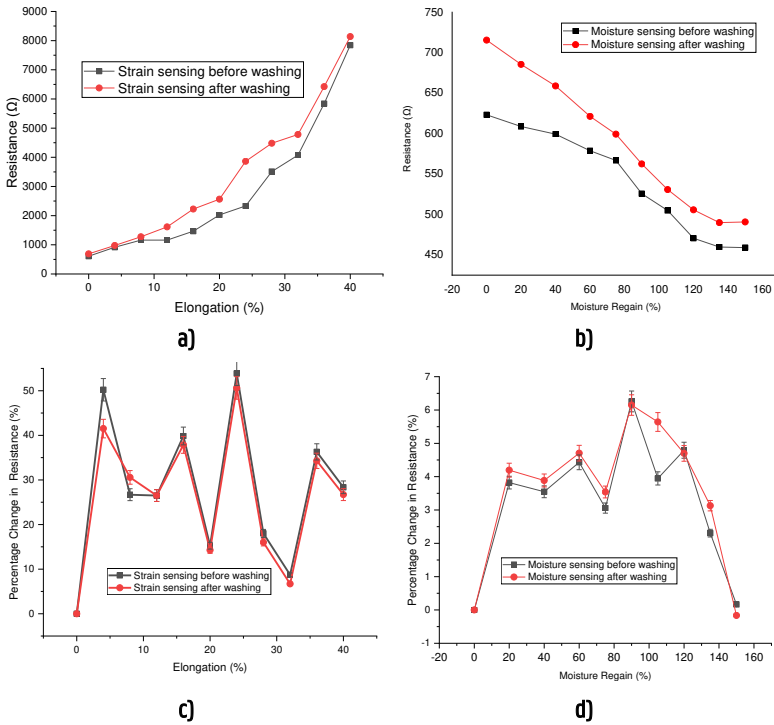 9000
8000
7000
6000
5000
4000
3000
2000
1000
0
Resistance (Ω)
Strain sensing before washing
Strain sensing after washing
0 10 20 30 40
Elongation (%)
a)
750
700
650
600
550
500
450
Resistance (Ω)
Moisture sensing before washing
Moisture sensing after washing
-20 0 20 40 60 80 100 120 140 160
Moisture Regain (%)
b)
50
40
30
20
10
0
Percentage Change in Resistance (%)
Strain sensing before washing
Strain sensing after washing
0 10 20 30 40
Elongation (%)
c)
7
6
5
4
3
2
1
0
-1
Percentage Change in Resistance (%)
Moisture sensing before washing
Moisture sensing after washing
-20 0 20 40 60 80 100 120 140 160
Moisture Regain (%)
d)